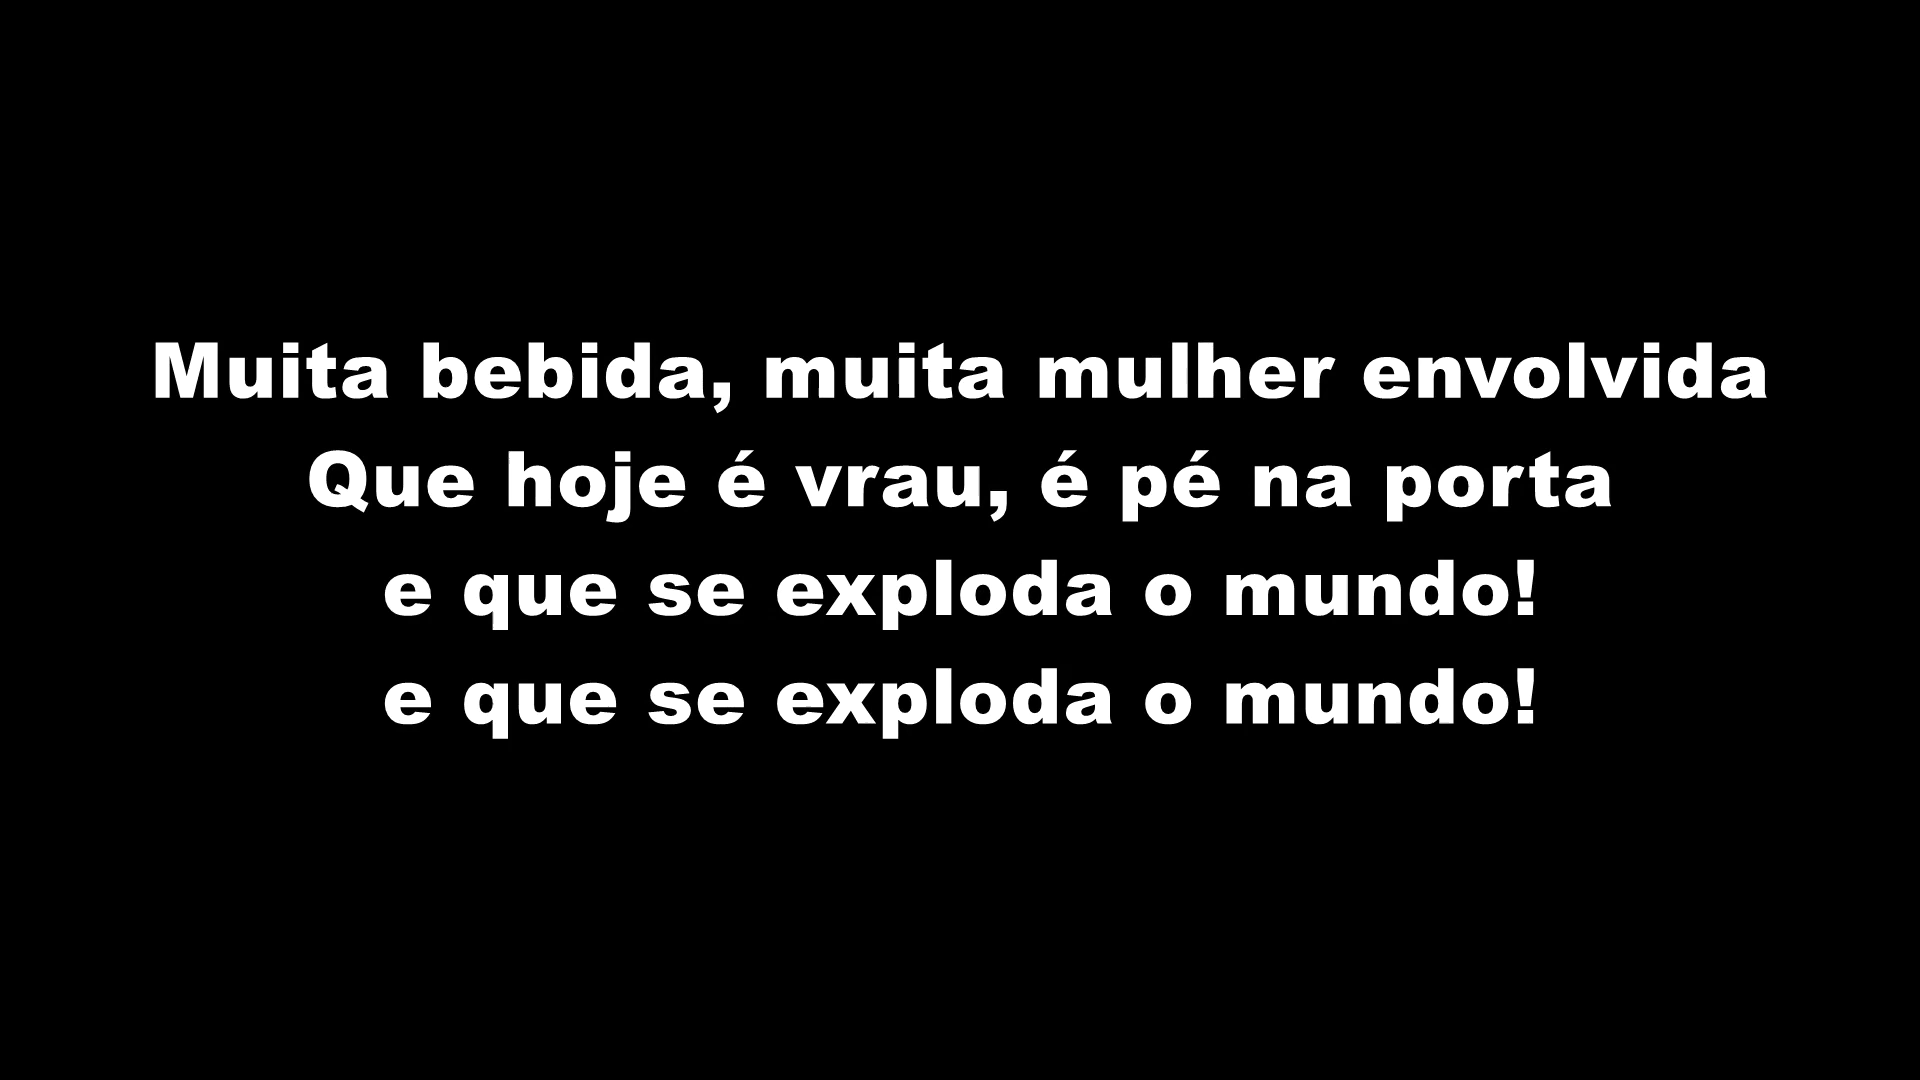 Muita bebida, muita mulher envolvida
Que hoje é vrau, é pé na porta
e que se exploda o mundo!
e que se exploda o mundo!